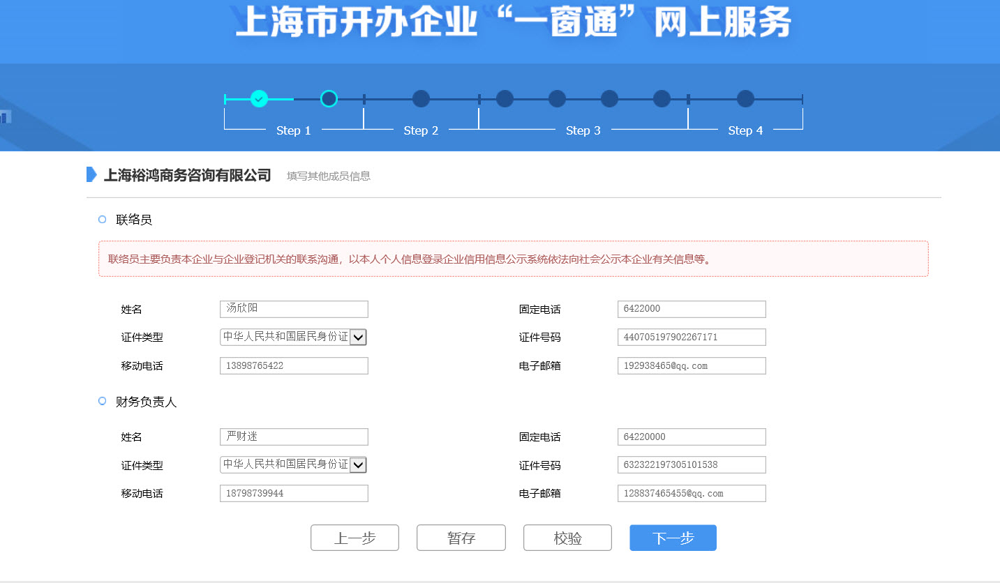 上海市开办企业“一窗通”网上服务
Step 1 Step 2 Step 3 Step 4
上海裕鸿商务咨询有限公司 填写其他成员信息
联络员
联络员主要负责本企业与企业登记机关的联系沟通，以本人个人信息登录企业信用信息公示系统依法向社会公示本企业有关信息等。
姓名 汤欣阳 固定电话 6422000
证件类型 中华人民共和国居民身份证 证件号码 440705197902267171
移动电话 13898765422 电子邮箱 192938465@qq.com
财务负责人
姓名 严财迷 固定电话 64220000
证件类型 中华人民共和国居民身份证 证件号码 632322197305101538
移动电话 18798739944 电子邮箱 128837465455@qq.com
上一步 暂存 校验 下一步